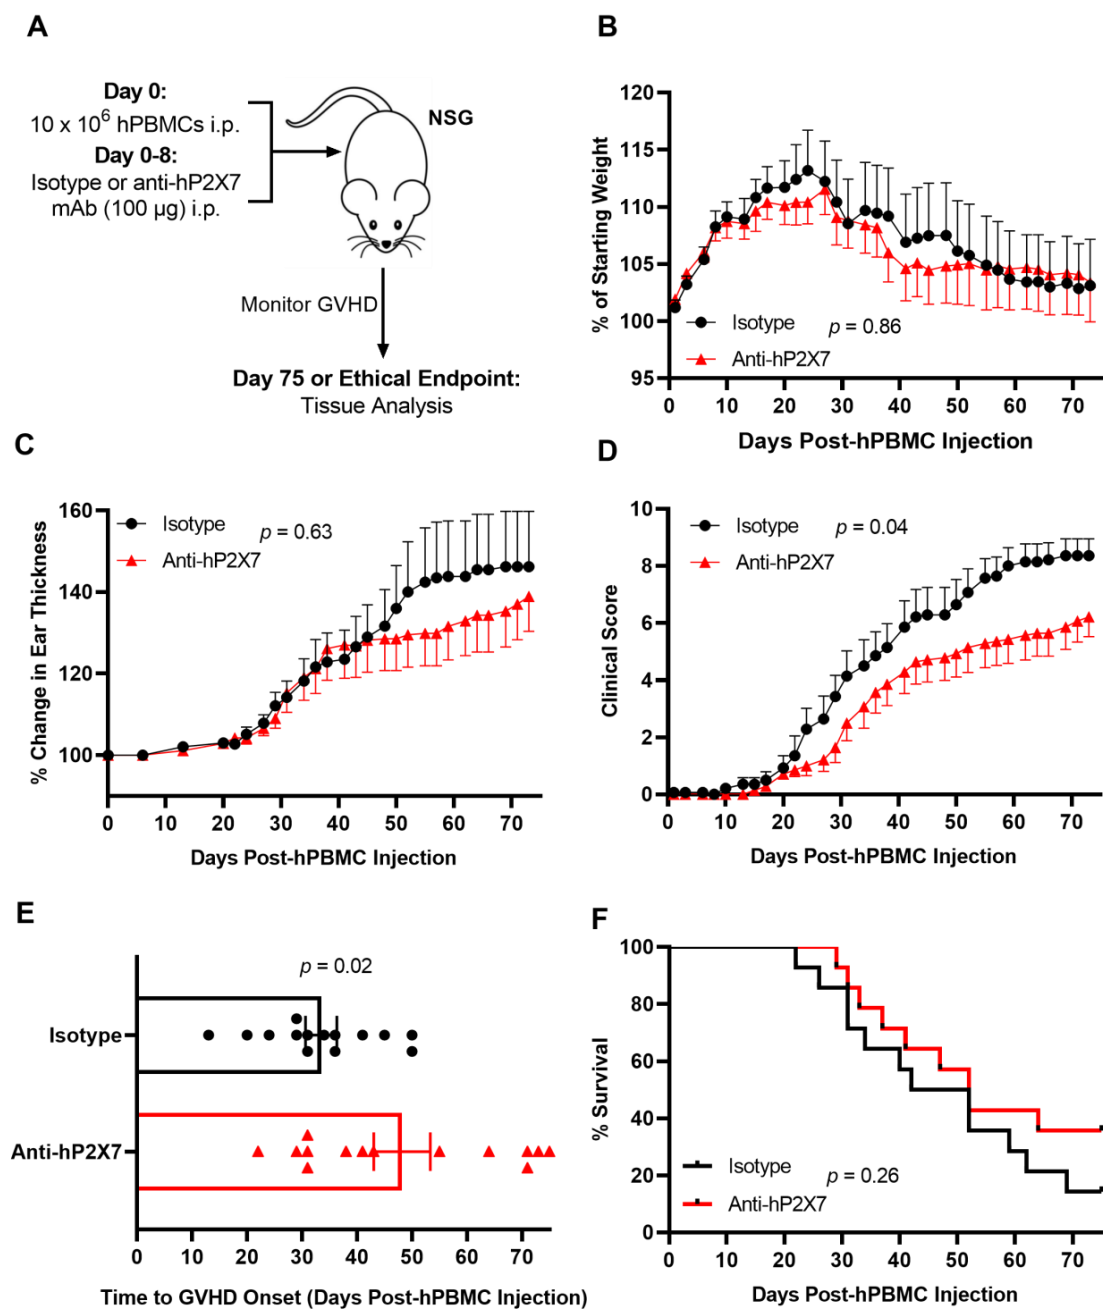 A
Day 0:
10 x 10⁶ hPBMCs i.p.
Day 0-8:
Isotype or anti-hP2X7
mAb (100 µg) i.p.
NSG
Monitor GVHD
Day 75 or Ethical Endpoint:
Tissue Analysis
B
% of Starting Weight
120
115
110
105
100
95
Isotype
p = 0.86
Anti-hP2X7
0 10 20 30 40 50 60 70
Days Post-hPBMC Injection
C
% Change in Ear Thickness
160
140
120
100
Isotype
p = 0.63
Anti-hP2X7
0 10 20 30 40 50 60 70
Days Post-hPBMC Injection
D
Clinical Score
10
8
6
4
2
0
Isotype
p = 0.04
Anti-hP2X7
0 10 20 30 40 50 60 70
Days Post-hPBMC Injection
E
p = 0.02
Isotype
Anti-hP2X7
0 10 20 30 40 50 60 70
Time to GVHD Onset (Days Post-hPBMC Injection)
F
% Survival
100
80
60
40
20
0
Isotype
p = 0.26
Anti-hP2X7
0 10 20 30 40 50 60 70
Days Post-hPBMC Injection